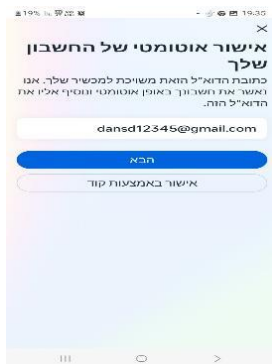 19%
19:35
אישור אוטומטי של החשבון
שלך
כתובת הדוא"ל הזאת משויכת למכשיר שלך. אנו
נאשר את חשבונך באופן אוטומטי ונוסיף אליו את
הדוא"ל הזה.
dansd12345@gmail.com
הבא
אישור באמצעות קוד